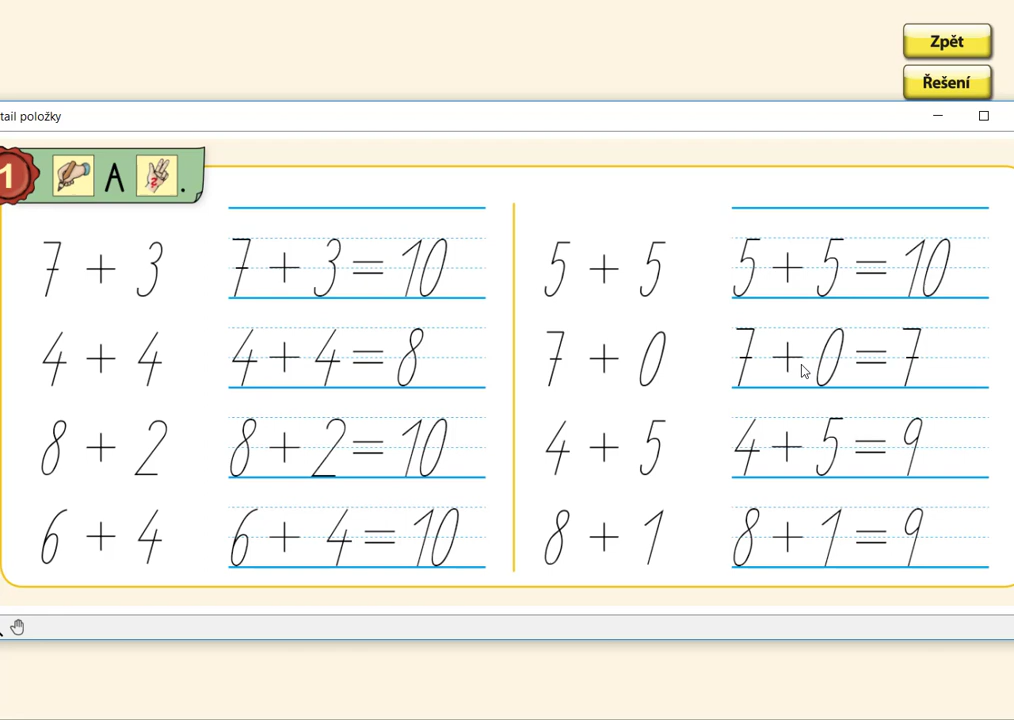 Zpět
Řešení
tail položky
1 A .
7 + 3 7 + 3 = 10
4 + 4 4 + 4 = 8
8 + 2 8 + 2 = 10
6 + 4 6 + 4 = 10
5 + 5 5 + 5 = 10
7 + 0 7 + 0 = 7
4 + 5 4 + 5 = 9
8 + 1 8 + 1 = 9